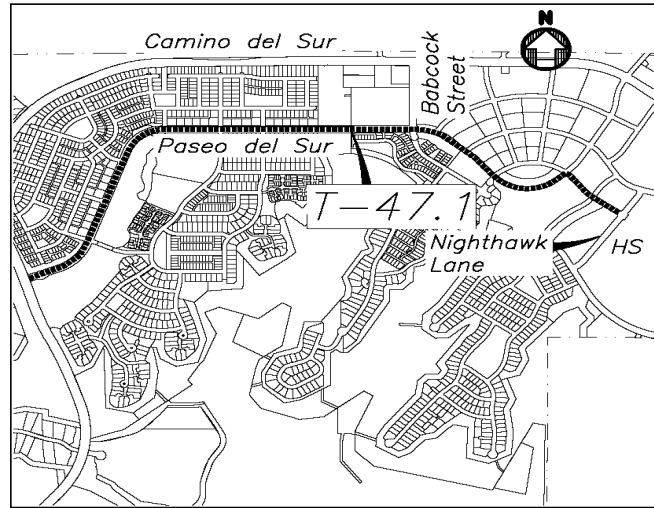 N
Camino del Sur
Babcock
Street
Paseo del Sur
T-47.1
Nighthawk
Lane
HS